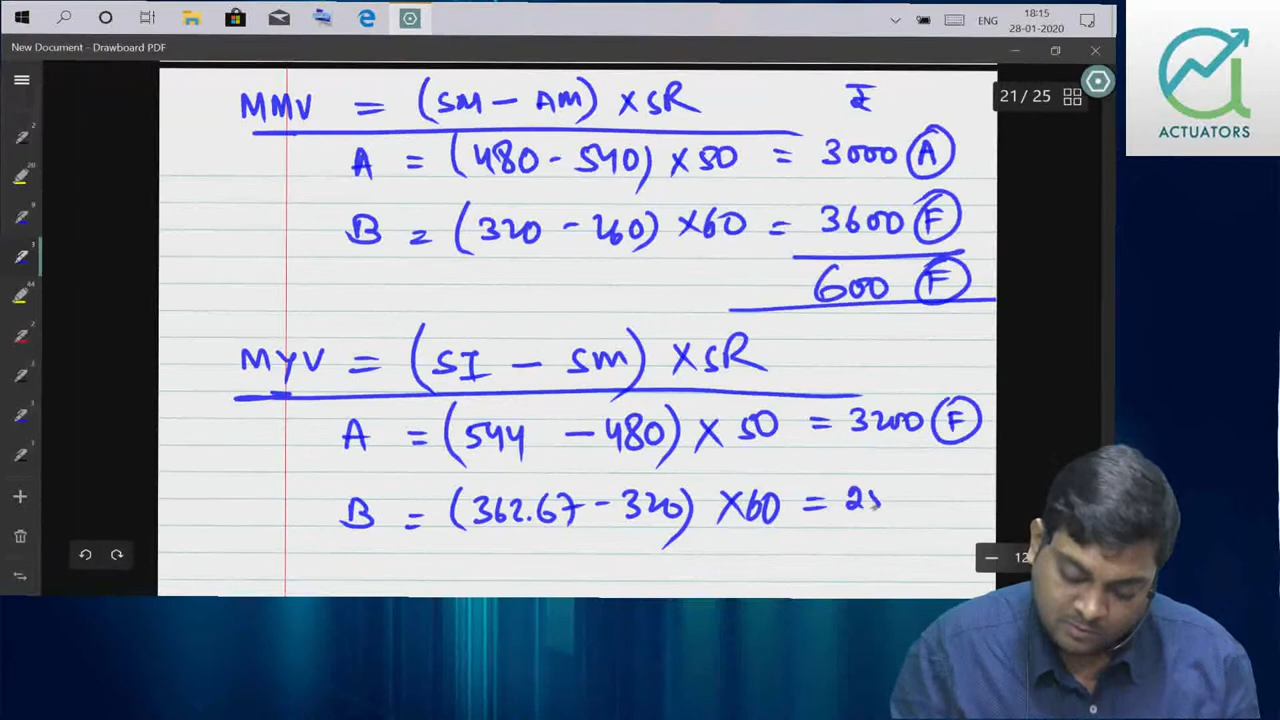 18:15
ENG
28-01-2020
New Document - Drawboard PDF
ACTUATORS
21 / 25
MMV = (SM - AM) × SR ₹
A = (480 - 540) × 50 = 3000 A
B = (320 - 260) × 60 = 3600 F
600 F
MYV = (SI - SM) × SR
A = (544 - 480) × 50 = 3200 F
B = (362.67 - 320) × 60 = 2
12